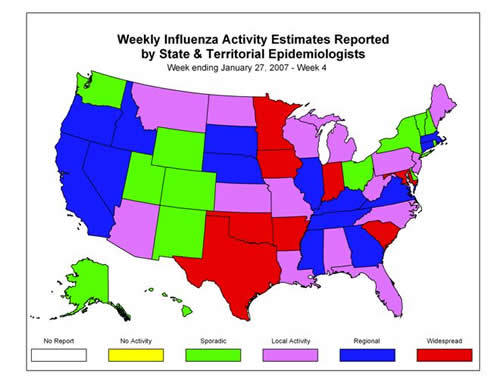 Weekly Influenza Activity Estimates Reported
by State & Territorial Epidemiologists
Week ending January 27, 2007 - Week 4
No Report No Activity Sporadic Local Activity Regional Widespread